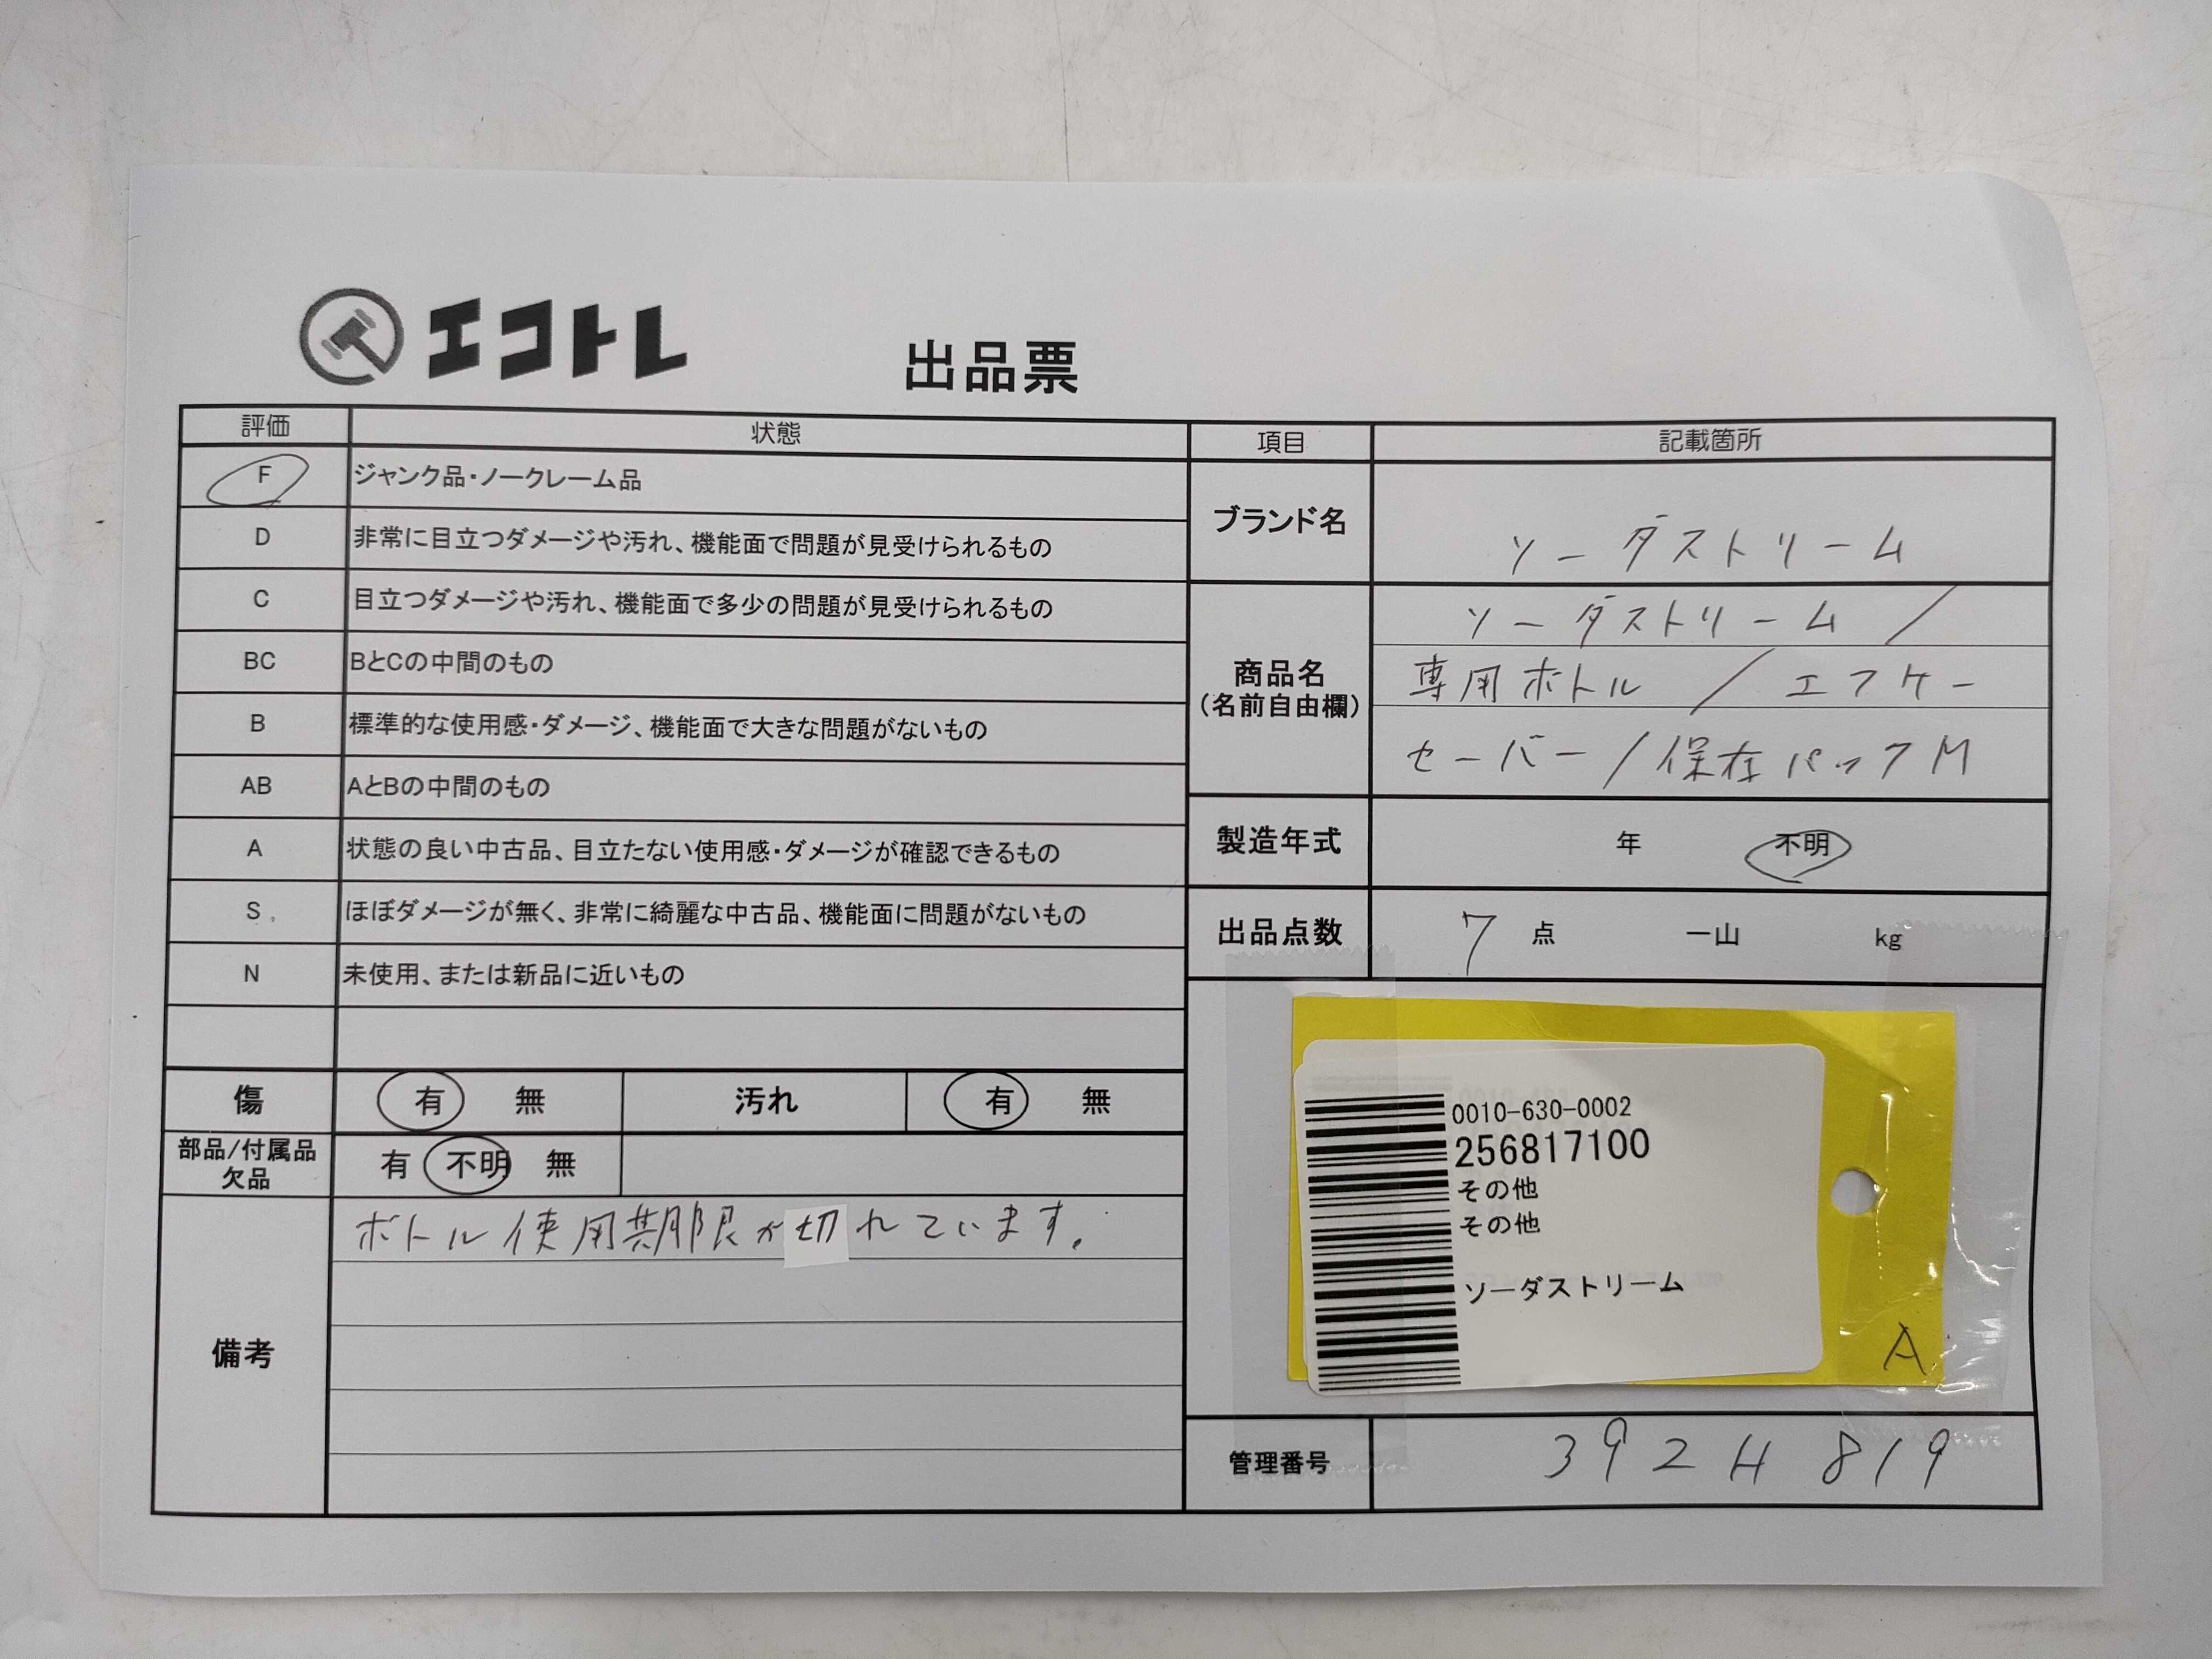 エコトレ
出品票
評価 状態
F ジャンク品・ノークレーム品
D 非常に目立つダメージや汚れ、機能面で問題が見受けられるもの
C 目立つダメージや汚れ、機能面で多少の問題が見受けられるもの
BC BとCの中間のもの
B 標準的な使用感・ダメージ、機能面で大きな問題がないもの
AB AとBの中間のもの
A 状態の良い中古品、目立たない使用感・ダメージが確認できるもの
S ほぼダメージが無く、非常に綺麗な中古品、機能面に問題がないもの
N 未使用、または新品に近いもの
傷 有 無 汚れ 有 無
部品/付属品
欠品
有 不明 無
備考
ボトル使用期限が切れています。
項目 記載箇所
ブランド名
ソーダストリーム
商品名
(名前自由欄)
ソーダストリーム/
専用ボトル/エフケー
セーバー/保存パックM
製造年式 年 不明
出品点数 7 点 一山 kg
0010-630-0002
256817100
その他
その他
ソーダストリーム
A
管理番号 392H819